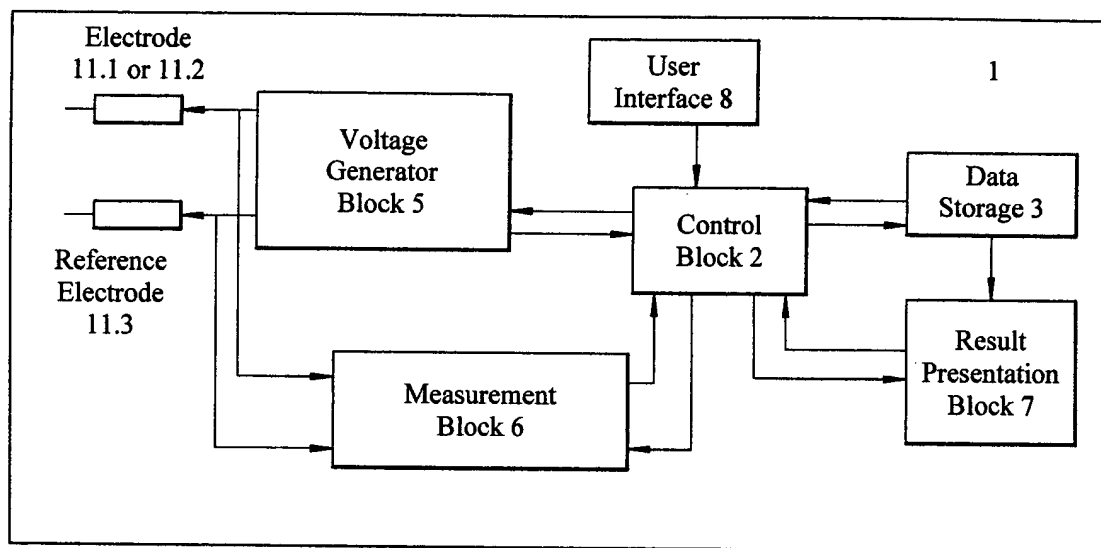 Electrode
11.1 or 11.2
User
Interface 8
1
Voltage
Generator
Block 5
Data
Storage 3
Control
Block 2
Reference
Electrode
11.3
Measurement
Block 6
Result
Presentation
Block 7